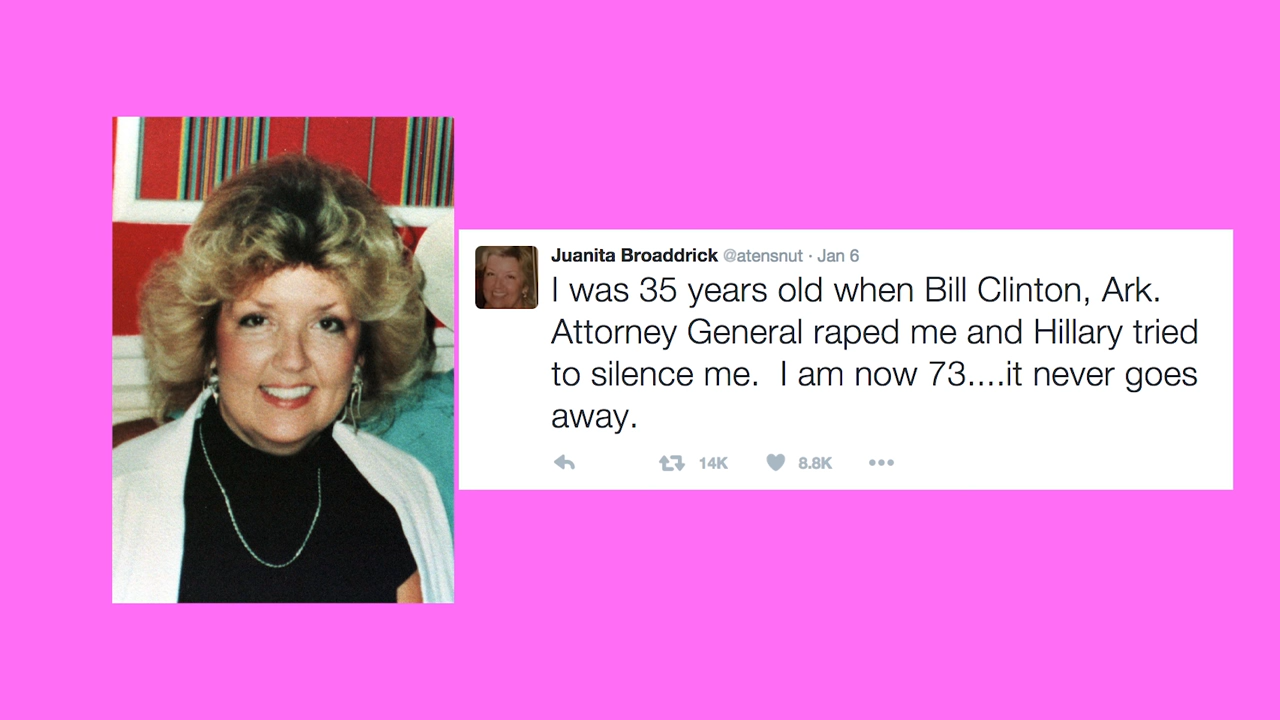 Juanita Broaddrick @atensnut · Jan 6
I was 35 years old when Bill Clinton, Ark.
Attorney General raped me and Hillary tried
to silence me.  I am now 73....it never goes
away.
14K 8.8K